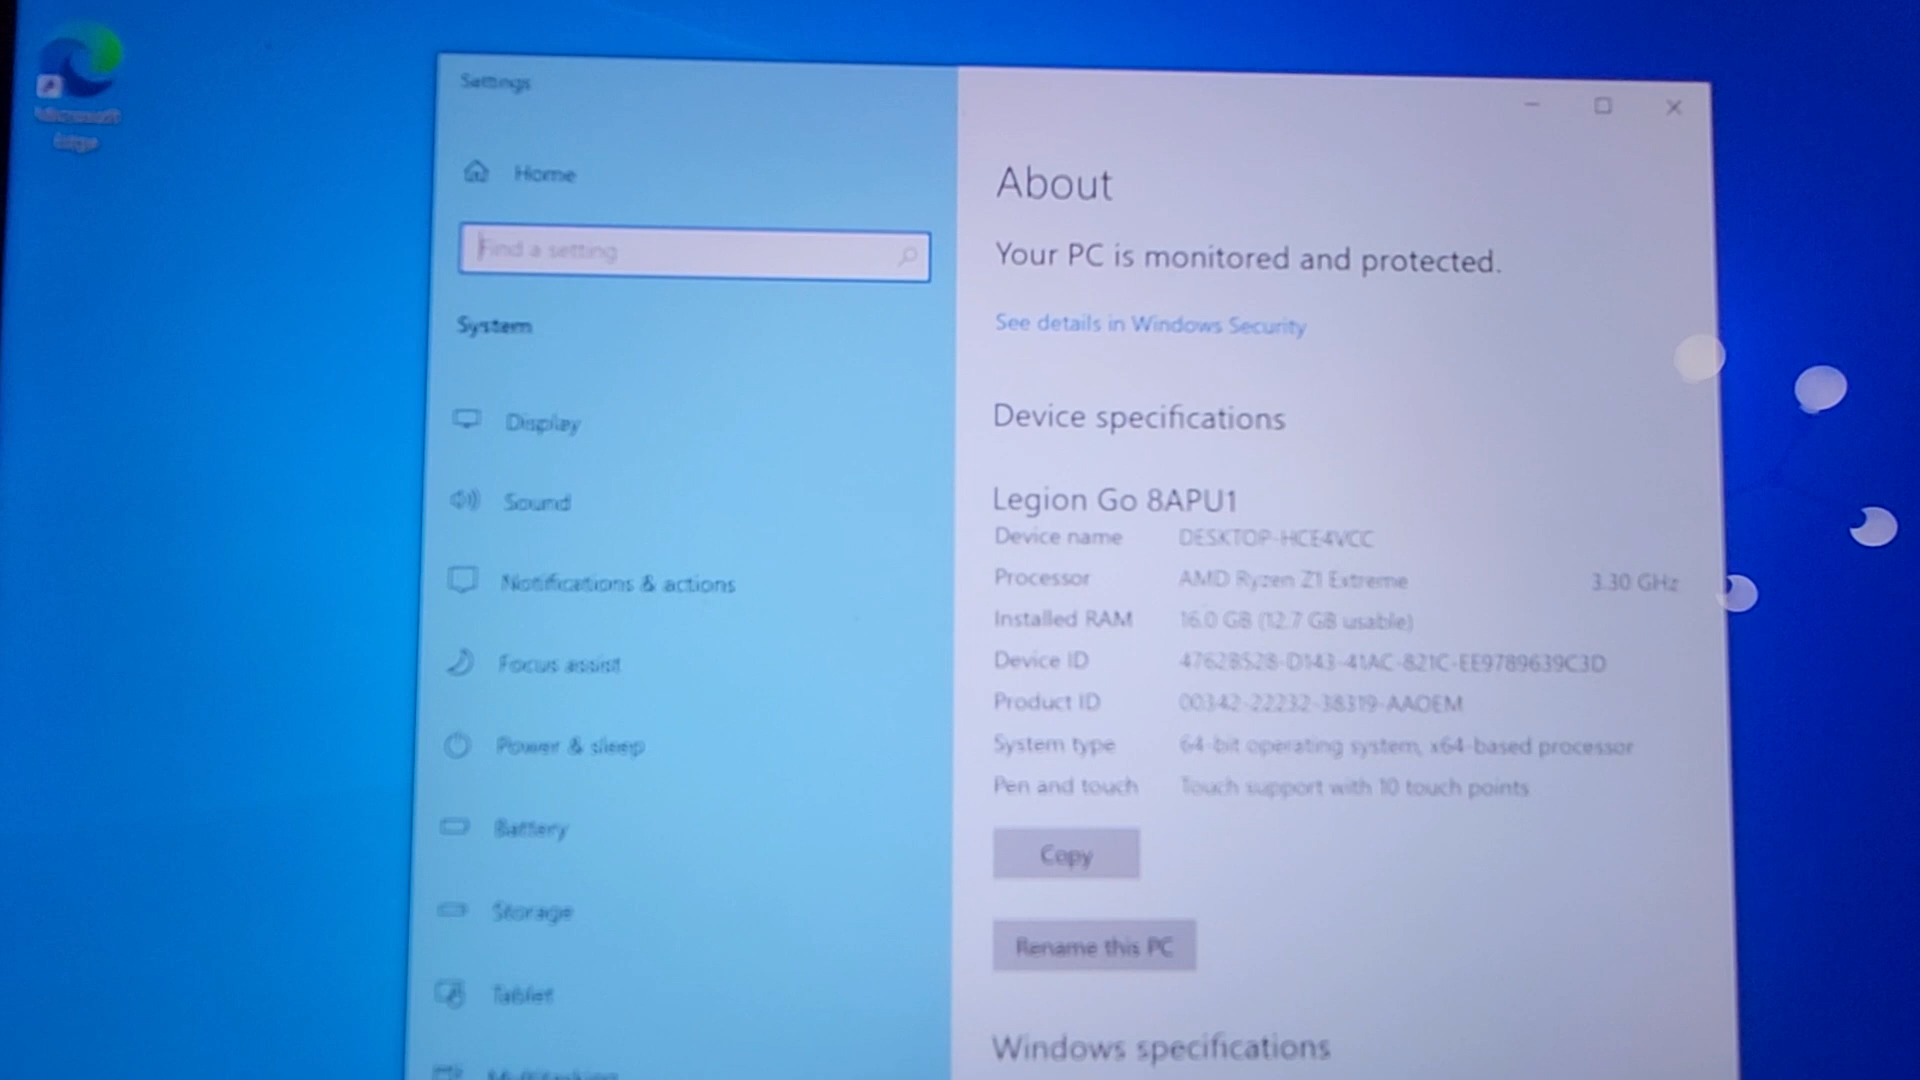 Microsoft
Edge
Settings
Home
Find a setting
System
Display
Sound
Notifications & actions
Focus assist
Power & sleep
Battery
Storage
Tablet
Multitasking
About
Your PC is monitored and protected.
See details in Windows Security
Device specifications
Legion Go 8APU1
Device name DESKTOP-HCE4VCC
Processor AMD Ryzen Z1 Extreme 3.30 GHz
Installed RAM 16.0 GB (12.7 GB usable)
Device ID 4762B528-D143-41AC-821C-EE9789639C3D
Product ID 00342-22232-38319-AAOEM
System type 64-bit operating system, x64-based processor
Pen and touch Touch support with 10 touch points
Copy
Rename this PC
Windows specifications